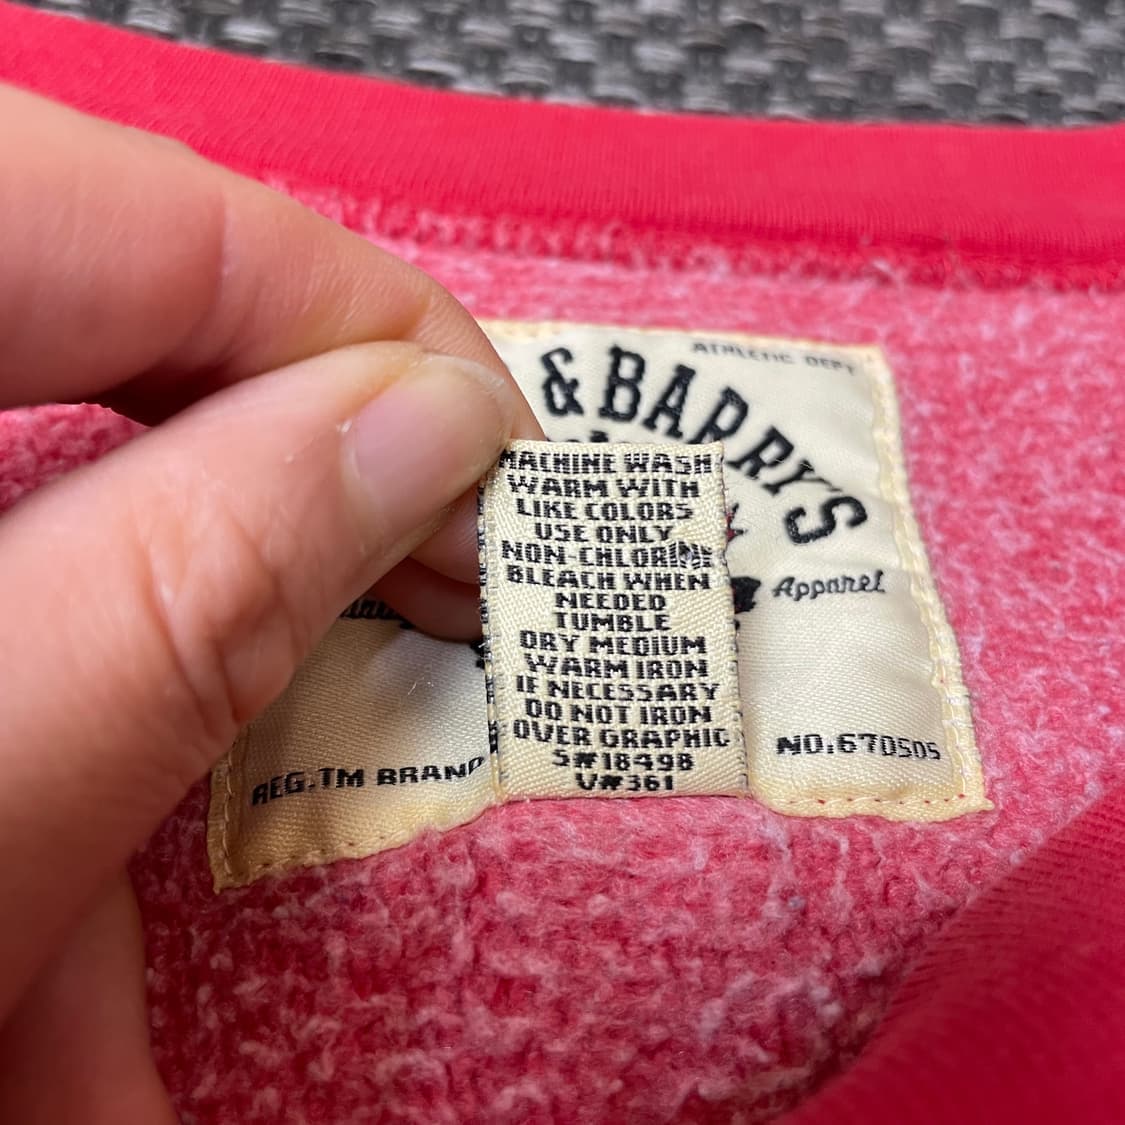 ATHLETIC DEPT
& BARRY'S
MACHINE WASH
WARM WITH
LIKE COLORS
USE ONLY
NON-CHLORINE
BLEACH WHEN
NEEDED
TUMBLE
DRY MEDIUM
WARM IRON
IF NECESSARY
DO NOT IRON
OVER GRAPHIC
S#18498
V#361
Apparel
REG.TM BRAND
NO.670505